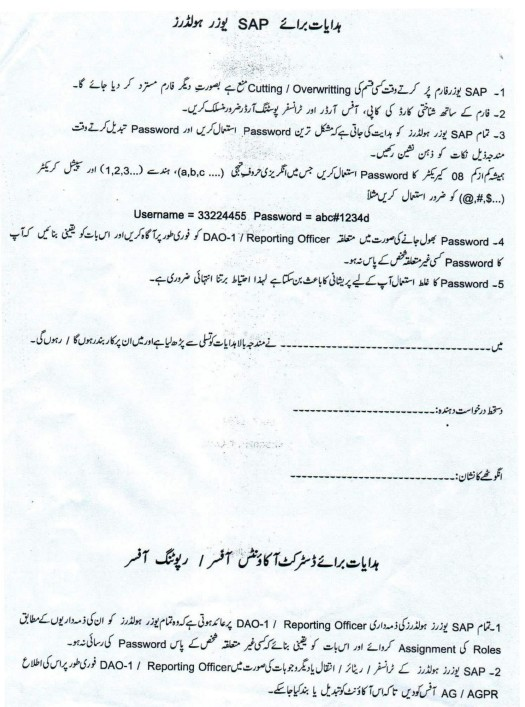 ہدایات برائے SAP یوزر ہولڈرز
1- SAP یوزر فارم پُر کرتے وقت کسی قسم کی Cutting / Overwritting منع ہے بصورت دیگر فارم مسترد کر دیا جائے گا۔
2- فارم کے ساتھ شناختی کارڈ کی کاپی، آفس آرڈر اور ٹرانسفر پوسٹنگ آرڈر ضرور منسلک کریں۔
3- تمام SAP یوزر ہولڈرز کو ہدایت کی جاتی ہے کہ مشکل ترین Password استعمال کریں اور Password تبدیل کرتے وقت
مندجہ ذیل نکات کو ذہن نشین رکھیں۔
ہمیشہ کم از کم 08 کیریکٹر کا Password استعمال کریں جس میں انگریزی حروف تہجی (.... a,b,c)، ہندسے (...1,2,3) اور سپیشل کریکٹر
(...$,#,@) کو ضرور استعمال کریں مثلاً
Username = 33224455 Password = abc#1234d
4- Password بھول جانے کی صورت میں متعلقہ DAO-1 / Reporting Officer کو فوری طور پر آگاہ کریں اور اس بات کو یقینی بنائیں کہ آپ
کا Password کسی غیر متعلقہ شخص کے پاس نہ ہو۔
5- Password کا غلط استعمال آپ کے لیے پریشانی کا باعث بن سکتا ہے لہذا احتیاط برتنا انتہائی ضروری ہے۔
میں ------------------------------ نے مندجہ بالا ہدایات کو تسلی سے پڑھ لیا ہے اور میں ان پر کاربند رہوں گا / رہوں گی۔
دستخط درخواست دہندہ:-----------------------
انگوٹھے کا نشان:-----------------------
ہدایات برائے ڈسٹرکٹ آکاؤنٹس آفسر / رپوٹنگ آفسر
1- تمام SAP یوزرز ہولڈرز کی ذمہ داری DAO-1 / Reporting Officer پر عائد ہوتی ہے کہ وہ تمام یوزر ہولڈرز کو ان کی ذمہ داریوں کے مطابق
Roles کی Assignment کروائے اور اس بات کو یقینی بنائے کہ کسی غیر متعلقہ شخص کے پاس Password کی رسائی نہ ہو۔
2- SAP یوزرز ہولڈرز کے ٹرانسفر / ریٹائر / انتقال یا دیگر وجوہات کی صورت میں DAO-1 / Reporting Officer فوری طور پر اس کی اطلاع
AG / AGPR آفس کو دیں تاکہ اس آکاؤنٹ کو تبدیل یا بند کیا جا سکے۔